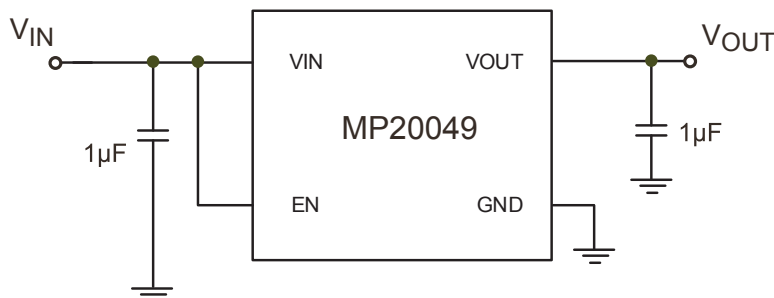 VIN
VOUT
VIN
VOUT
MP20049
1µF
1µF
EN
GND